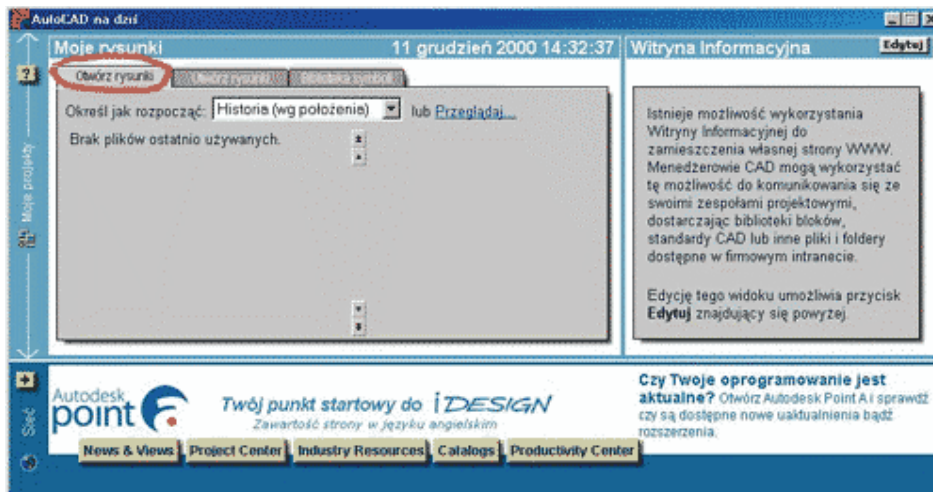 AutoCAD na dziś
Moje rysunki
11 grudzień 2000 14:32:37
Witryna Informacyjna
Edytuj
Otwórz rysunki
Określ jak rozpocząć: Historia (wg położenia) lub Przeglądaj...
Brak plików ostatnio używanych.
Moje projekty
Istnieje możliwość wykorzystania
Witryny Informacyjnej do
zamieszczenia własnej strony WWW.
Menedżerowie CAD mogą wykorzystać
tę możliwość do komunikowania się ze
swoimi zespołami projektowymi,
dostarczając biblioteki bloków,
standardy CAD lub inne pliki i foldery
dostępne w firmowym intranecie.
Edycję tego widoku umożliwia przycisk
Edytuj znajdujący się powyżej.
Sieć
Autodesk
point A
Twój punkt startowy do iDESIGN
Zawartość strony w języku angielskim
Czy Twoje oprogramowanie jest
aktualne? Otwórz Autodesk Point A i sprawdź
czy są dostępne nowe uaktualnienia bądź
rozszerzenia.
News & Views
Project Center
Industry Resources
Catalogs
Productivity Center